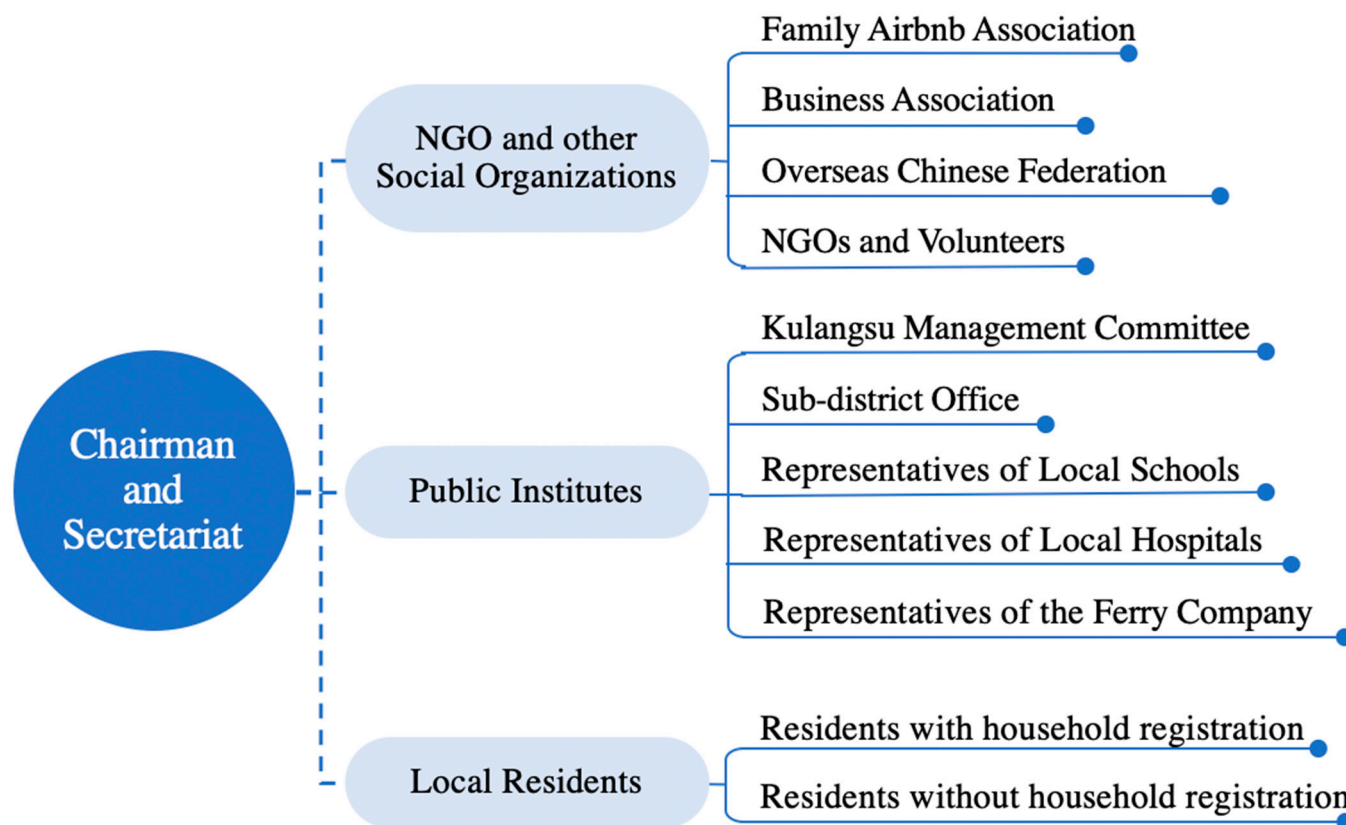 Family Airbnb Association
Business Association
NGO and other
Social Organizations
Overseas Chinese Federation
NGOs and Volunteers
Kulangsu Management Committee
Sub-district Office
Chairman
and
Secretariat
Public Institutes
Representatives of Local Schools
Representatives of Local Hospitals
Representatives of the Ferry Company
Residents with household registration
Local Residents
Residents without household registration